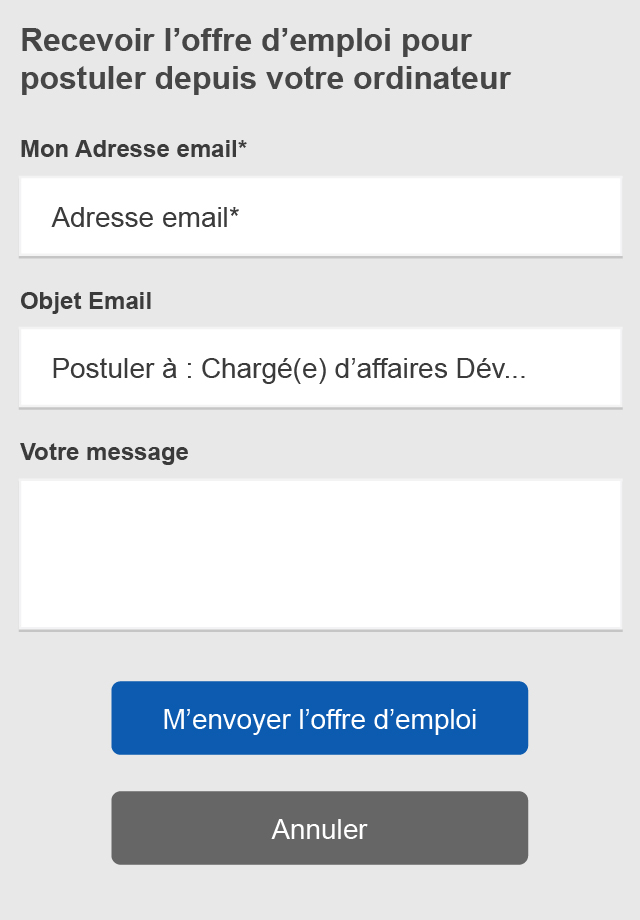 Recevoir l’offre d’emploi pour
postuler depuis votre ordinateur
Mon Adresse email*
Adresse email*
Objet Email
Postuler à : Chargé(e) d’affaires Dév...
Votre message
M’envoyer l’offre d’emploi
Annuler